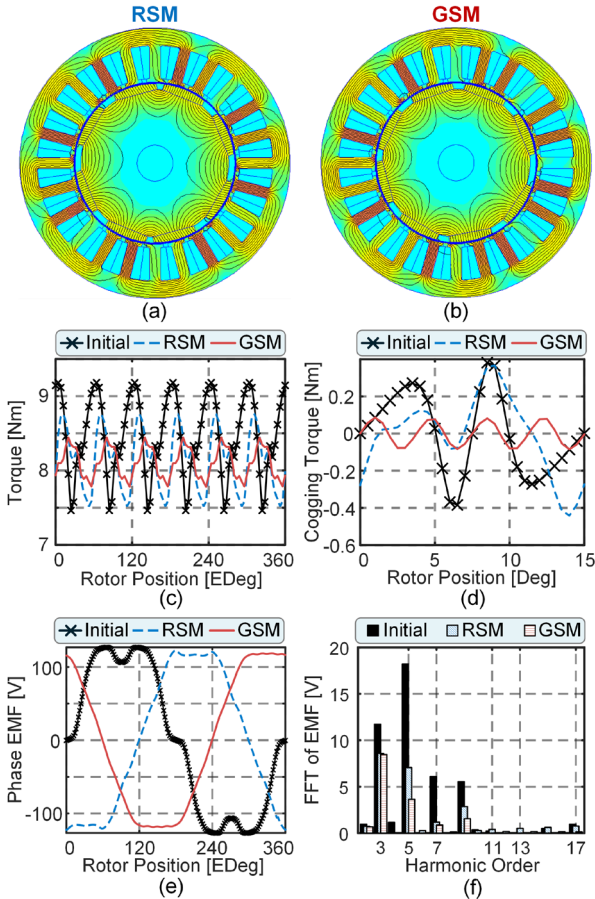 RSM GSM
(a) (b)
Initial RSM GSM
Torque [Nm]
9
8
7
0 120 240 360
Rotor Position [EDeg]
(c)
Initial RSM GSM
Cogging Torque [Nm]
0.2
0
-0.2
-0.4
-0.6
0 5 10 15
Rotor Position [Deg]
(d)
Initial RSM GSM
Phase EMF [V]
100
0
-100
0 120 240 360
Rotor Position [EDeg]
(e)
Initial RSM GSM
FFT of EMF [V]
20
15
10
5
0
3 5 7 11 13 17
Harmonic Order
(f)